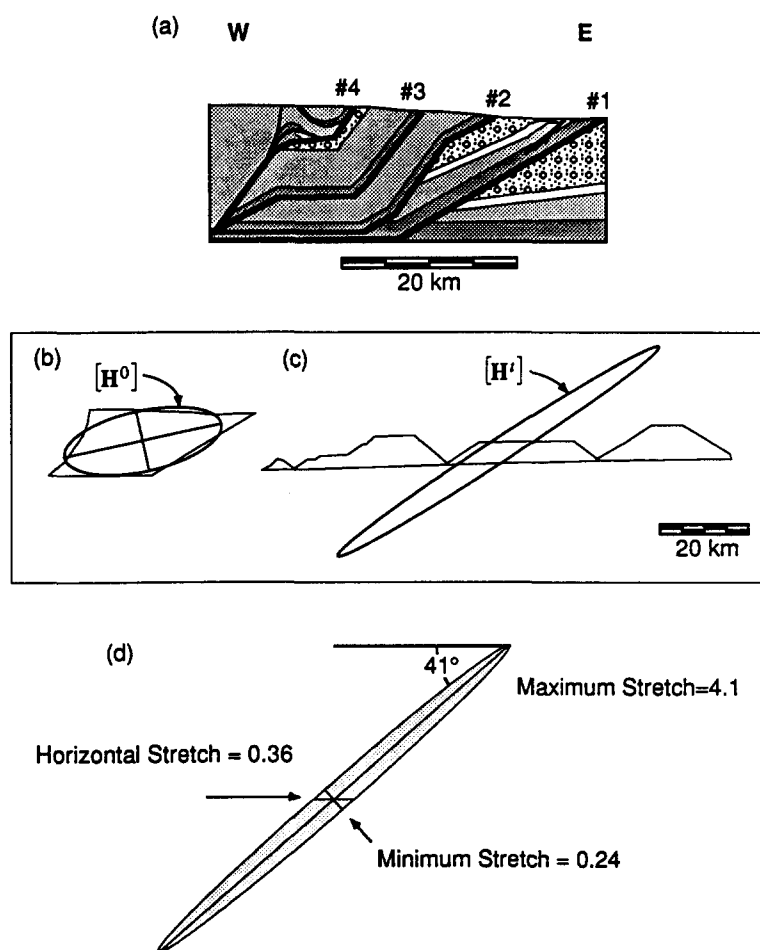 (a) W E
#4 #3 #2 #1
20 km
(b) [H⁰] (c) [Hᵗ]
20 km
(d)
41°
Maximum Stretch=4.1
Horizontal Stretch = 0.36
Minimum Stretch = 0.24